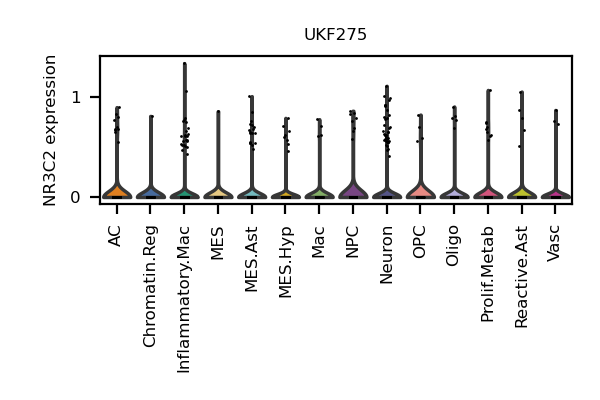 UKF275
NR3C2 expression
1
0
AC
Chromatin.Reg
Inflammatory.Mac
MES
MES.Ast
MES.Hyp
Mac
NPC
Neuron
OPC
Oligo
Prolif.Metab
Reactive.Ast
Vasc